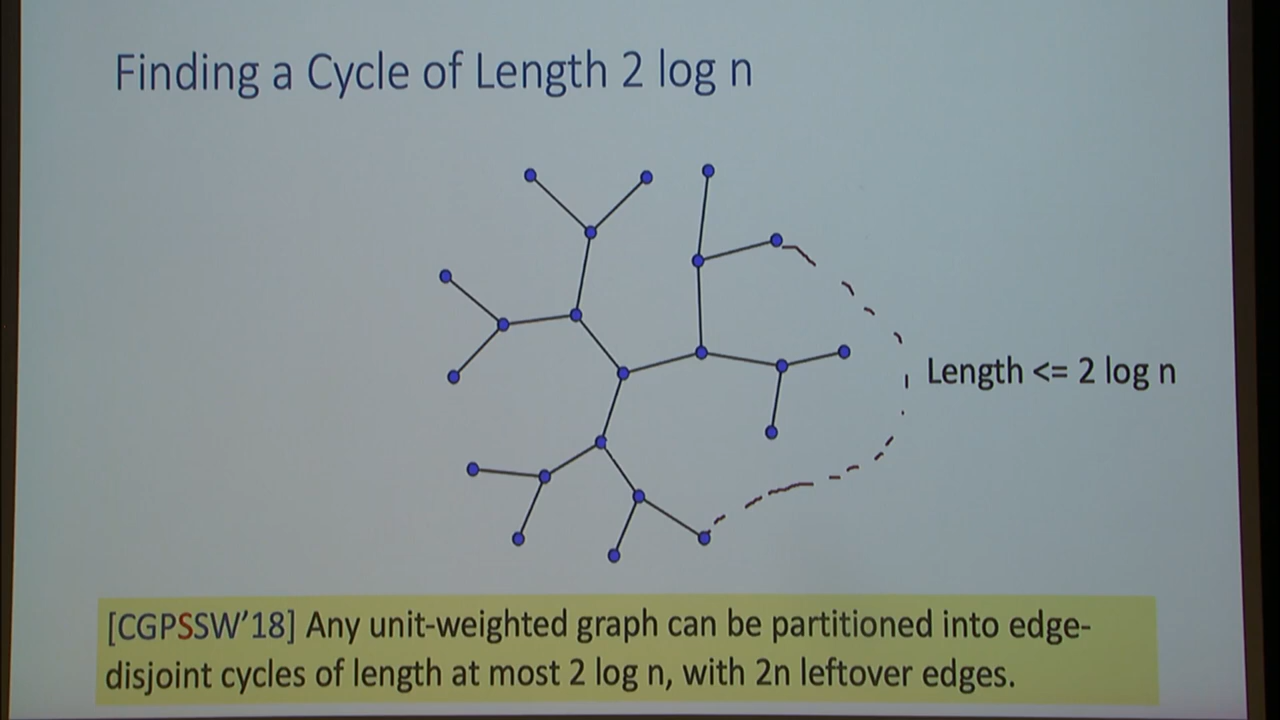 Finding a Cycle of Length 2 log n
Length <= 2 log n
[CGPSSW’18] Any unit-weighted graph can be partitioned into edge-
disjoint cycles of length at most 2 log n, with 2n leftover edges.